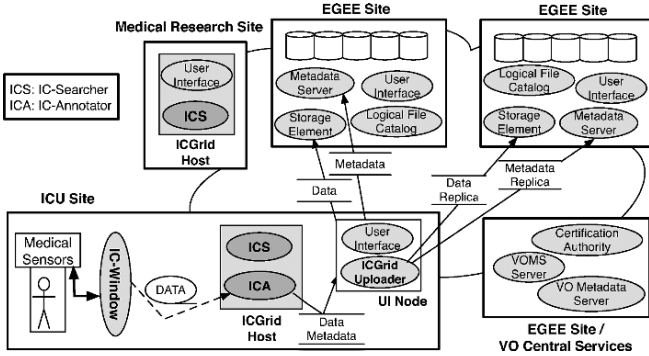 Medical Research Site
EGEE Site
EGEE Site
ICS: IC-Searcher
ICA: IC-Annotator
User
Interface
ICS
ICGrid
Host
Metadata
Server
User
Interface
Storage
Element
Logical File
Catalog
Logical File
Catalog
User
Interface
Storage
Element
Metadata
Server
Metadata
Data
Data
Replica
Metadata
Replica
ICU Site
Medical
Sensors
IC-Window
DATA
ICS
ICA
ICGrid
Host
Data
Metadata
User
Interface
ICGrid
Uploader
UI Node
Certification
Authority
VOMS
Server
VO Metadata
Server
EGEE Site /
VO Central Services